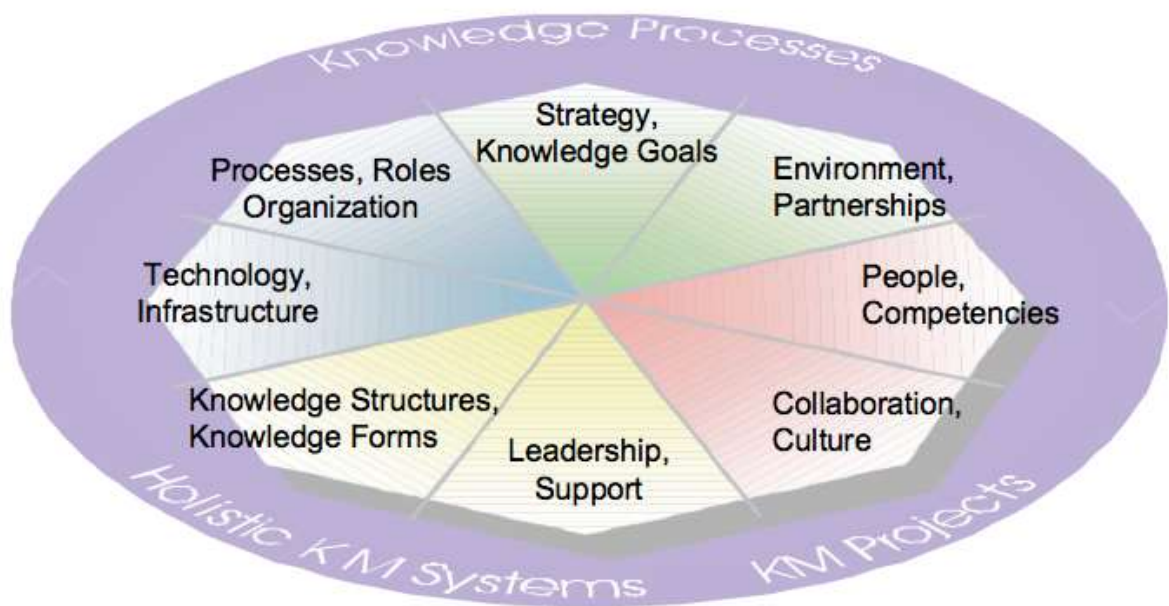 Knowledge Processes
Strategy,
Knowledge Goals
Environment,
Partnerships
People,
Competencies
Collaboration,
Culture
Leadership,
Support
Knowledge Structures,
Knowledge Forms
Technology,
Infrastructure
Processes, Roles
Organization
Holistic KM Systems
KM Projects